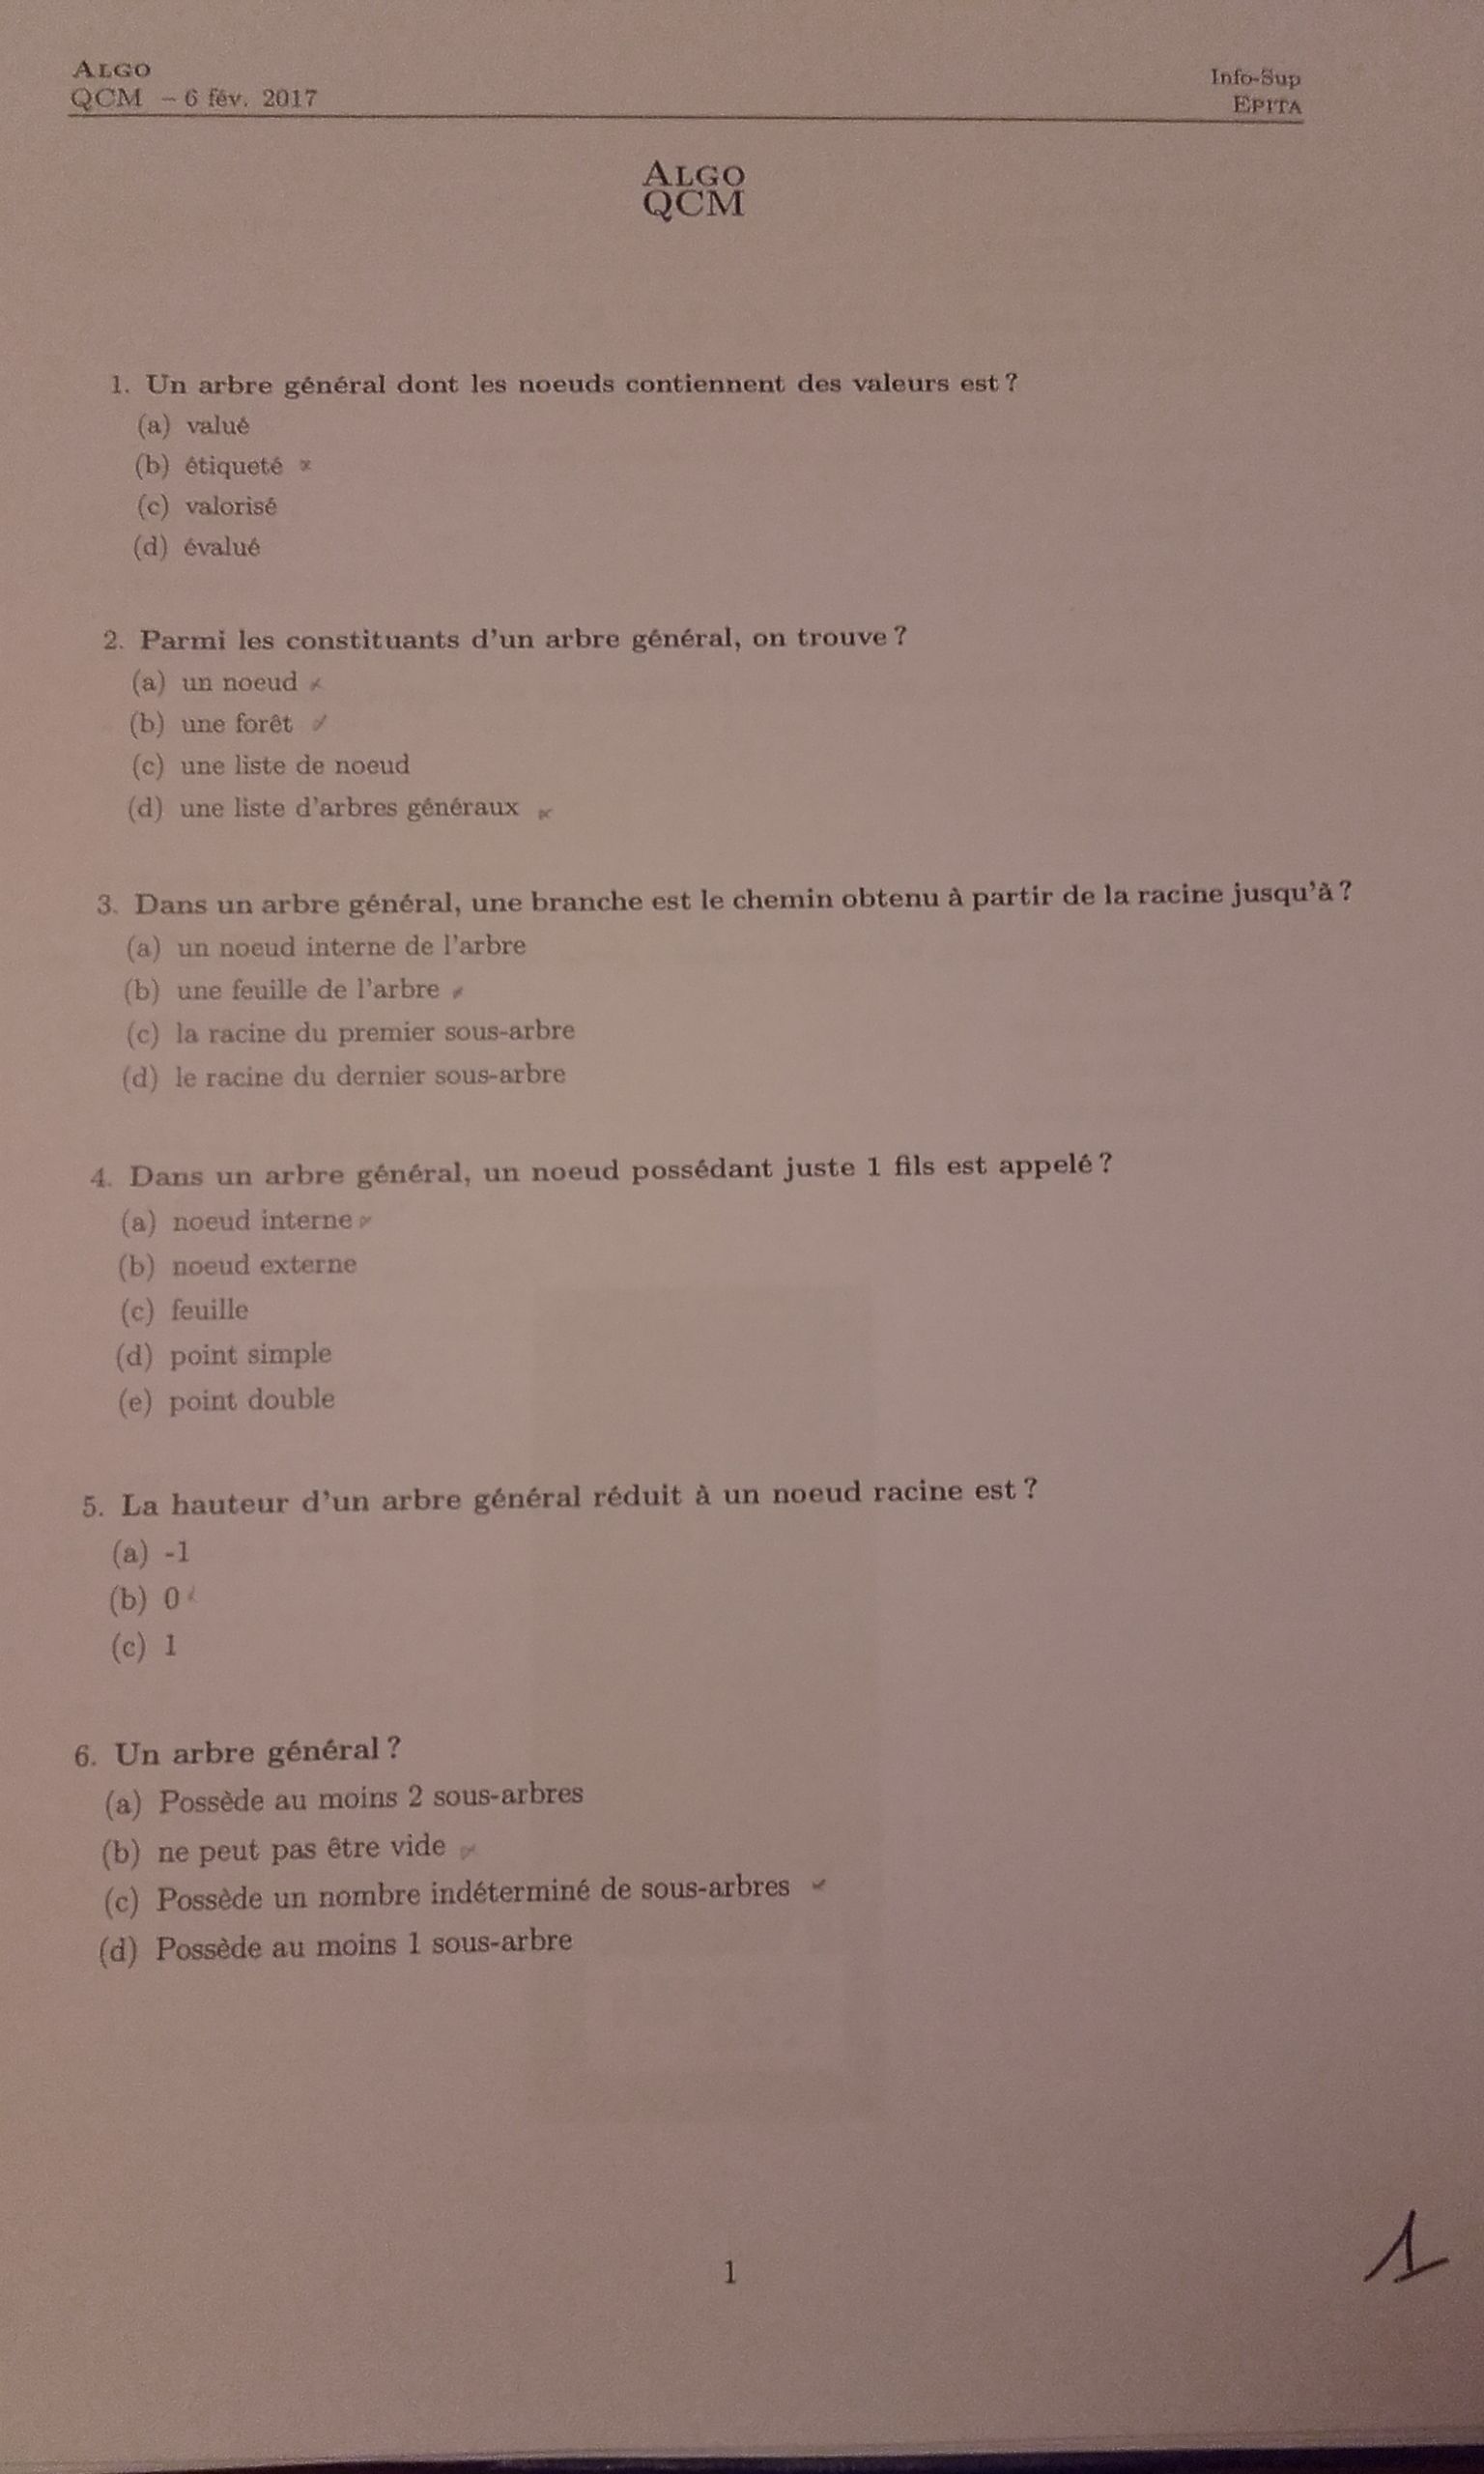 ALGO
QCM – 6 fév. 2017
Info-Sup
EPITA
ALGO
QCM
1. Un arbre général dont les noeuds contiennent des valeurs est ?
(a) valué
(b) étiqueté
(c) valorisé
(d) évalué
2. Parmi les constituants d'un arbre général, on trouve ?
(a) un noeud
(b) une forêt
(c) une liste de noeud
(d) une liste d'arbres généraux
3. Dans un arbre général, une branche est le chemin obtenu à partir de la racine jusqu'à ?
(a) un noeud interne de l'arbre
(b) une feuille de l'arbre
(c) la racine du premier sous-arbre
(d) le racine du dernier sous-arbre
4. Dans un arbre général, un noeud possédant juste 1 fils est appelé ?
(a) noeud interne
(b) noeud externe
(c) feuille
(d) point simple
(e) point double
5. La hauteur d'un arbre général réduit à un noeud racine est ?
(a) -1
(b) 0
(c) 1
6. Un arbre général ?
(a) Possède au moins 2 sous-arbres
(b) ne peut pas être vide
(c) Possède un nombre indéterminé de sous-arbres
(d) Possède au moins 1 sous-arbre
1
1